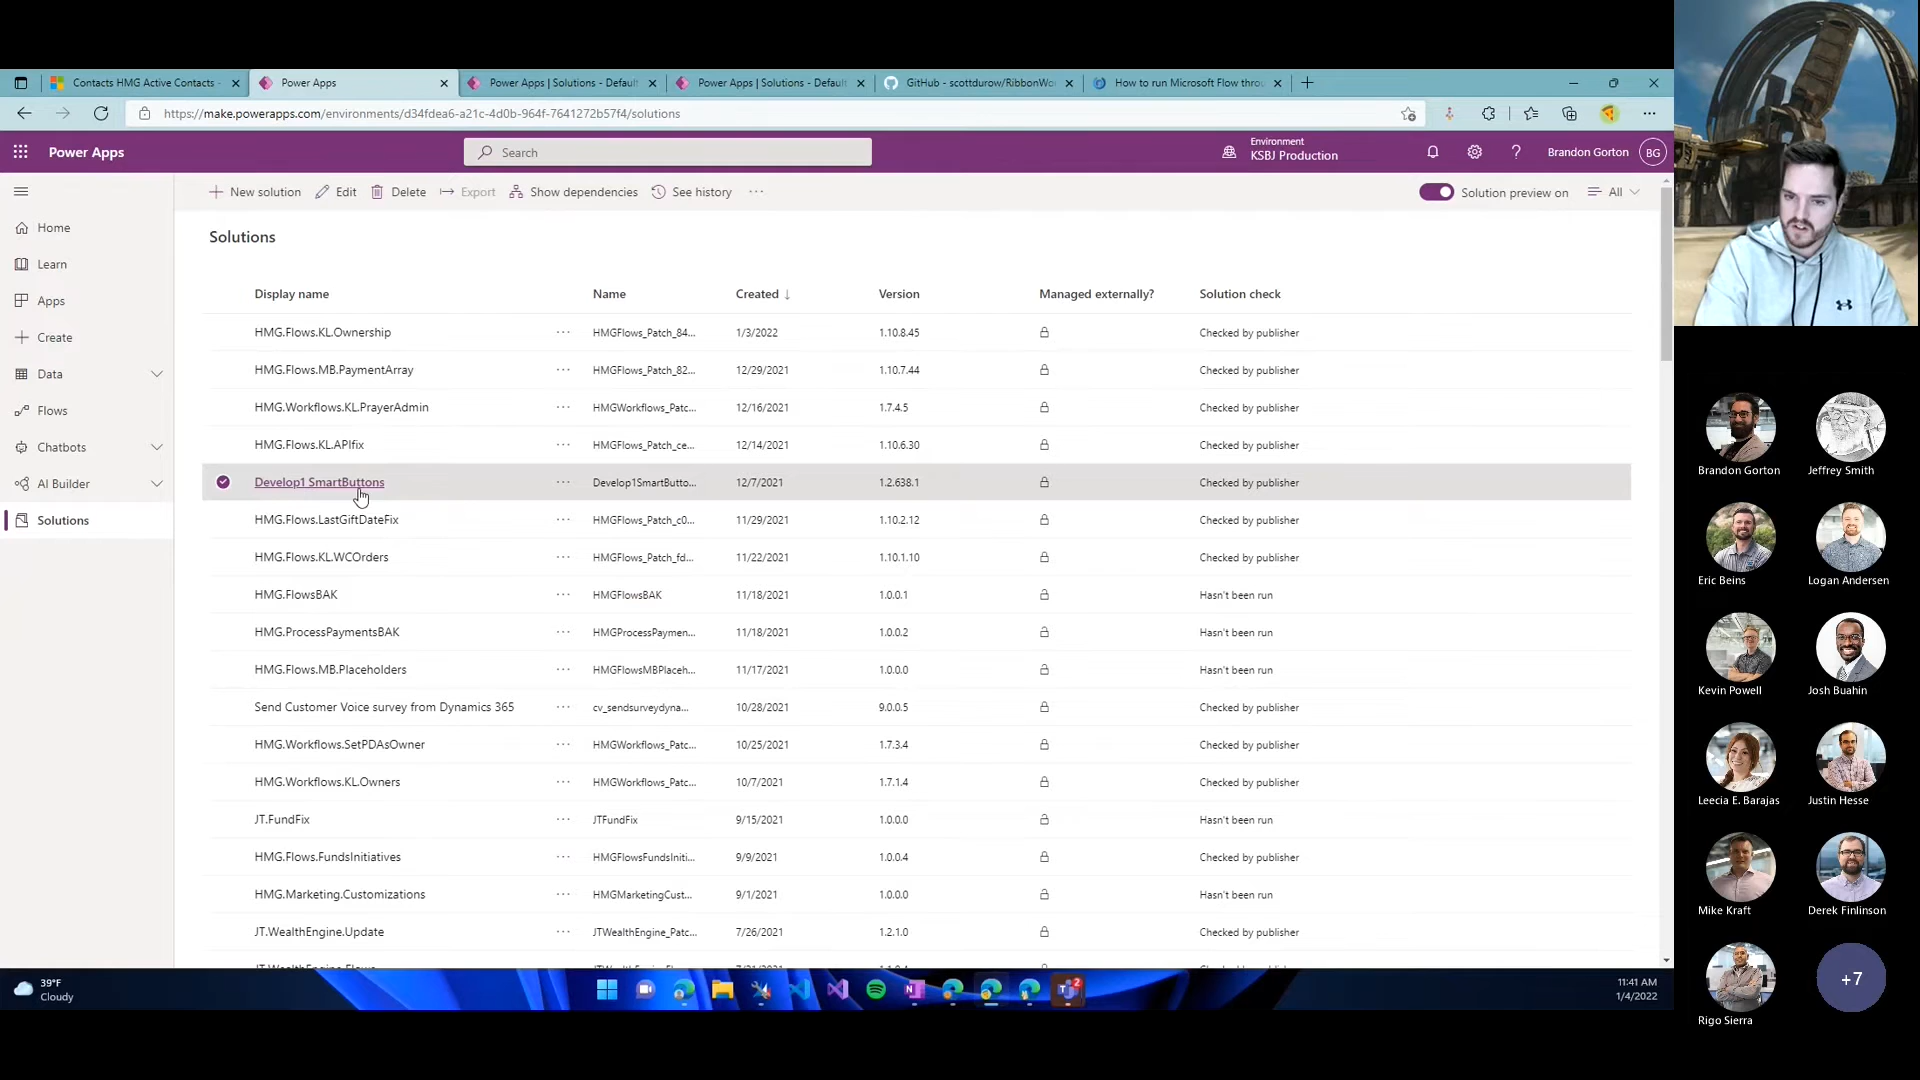 Contacts HMG Active Contacts -
Power Apps
Power Apps | Solutions - Default
Power Apps | Solutions - Default
GitHub - scottdurow/RibbonWo
How to run Microsoft Flow throu
https://make.powerapps.com/environments/d34fdea6-a21c-4d0b-964f-7641272b57f4/solutions
Power Apps
Search
Environment
KSBJ Production
Brandon Gorton
BG
New solution
Edit
Delete
Export
Show dependencies
See history
Solution preview on
All
Home
Learn
Apps
Create
Data
Flows
Chatbots
AI Builder
Solutions
Solutions
Display name Name Created Version Managed externally? Solution check
HMG.Flows.KL.Ownership HMGFlows_Patch_84... 1/3/2022 1.10.8.45 Checked by publisher
HMG.Flows.MB.PaymentArray HMGFlows_Patch_82... 12/29/2021 1.10.7.44 Checked by publisher
HMG.Workflows.KL.PrayerAdmin HMGWorkflows_Patc... 12/16/2021 1.7.4.5 Checked by publisher
HMG.Flows.KL.APIfix HMGFlows_Patch_ce... 12/14/2021 1.10.6.30 Checked by publisher
Develop1 SmartButtons Develop1SmartButto... 12/7/2021 1.2.638.1 Checked by publisher
HMG.Flows.LastGiftDateFix HMGFlows_Patch_c0... 11/29/2021 1.10.2.12 Checked by publisher
HMG.Flows.KL.WCOrders HMGFlows_Patch_fd... 11/22/2021 1.10.1.10 Checked by publisher
HMG.FlowsBAK HMGFlowsBAK 11/18/2021 1.0.0.1 Hasn't been run
HMG.ProcessPaymentsBAK HMGProcessPaymen... 11/18/2021 1.0.0.2 Hasn't been run
HMG.Flows.MB.Placeholders HMGFlowsMBPlaceh... 11/17/2021 1.0.0.0 Hasn't been run
Send Customer Voice survey from Dynamics 365 cv_sendsurveydyna... 10/28/2021 9.0.0.5 Checked by publisher
HMG.Workflows.SetPDAsOwner HMGWorkflows_Patc... 10/25/2021 1.7.3.4 Checked by publisher
HMG.Workflows.KL.Owners HMGWorkflows_Patc... 10/7/2021 1.7.1.4 Checked by publisher
JT.FundFix JTFundFix 9/15/2021 1.0.0.0 Hasn't been run
HMG.Flows.FundsInitiatives HMGFlowsFundsIniti... 9/9/2021 1.0.0.4 Checked by publisher
HMG.Marketing.Customizations HMGMarketingCust... 9/1/2021 1.0.0.0 Hasn't been run
JT.WealthEngine.Update JTWealthEngine_Patc... 7/26/2021 1.2.1.0 Checked by publisher
39°F
Cloudy
2
11:41 AM
1/4/2022
Brandon Gorton
Jeffrey Smith
Eric Beins
Logan Andersen
Kevin Powell
Josh Buahin
Leecia E. Barajas
Justin Hesse
Mike Kraft
Derek Finlinson
Rigo Sierra
+7